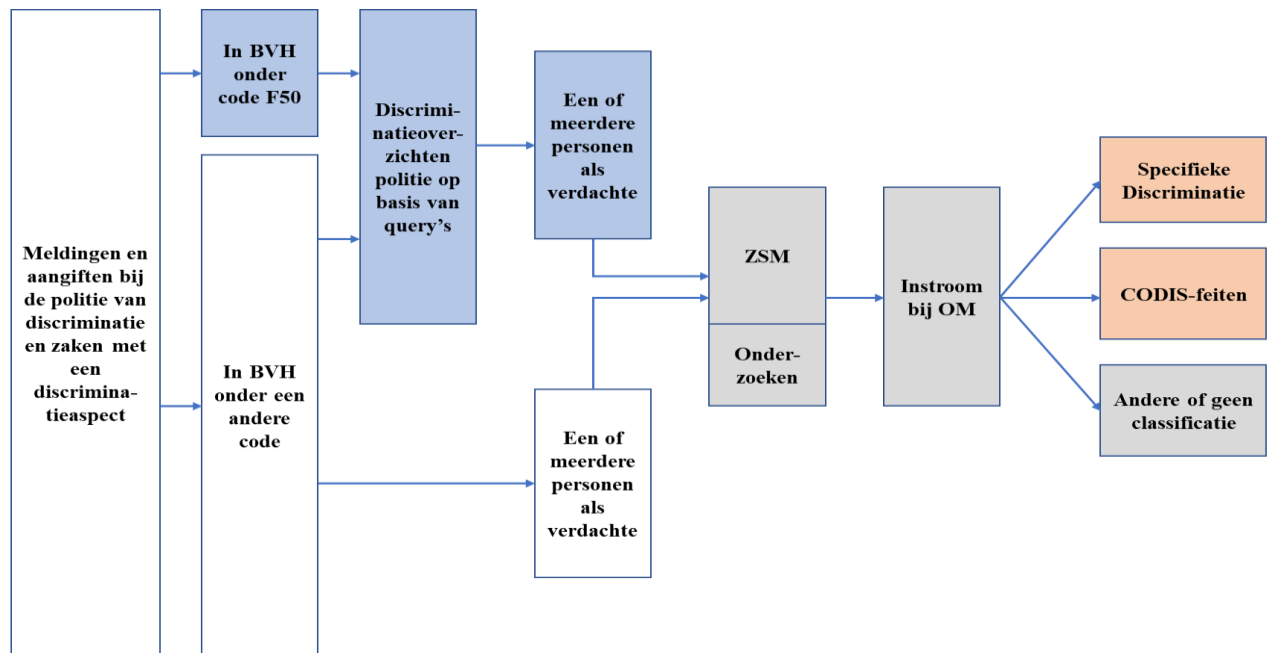 Meldingen en
aangiften bij
de politie van
discriminatie
en zaken met
een
discrimina-
tieaspect
In BVH
onder
code F50
In BVH
onder een
andere
code
Discrimi-
natieover-
zichten
politie op
basis van
query’s
Een of
meerdere
personen
als
verdachte
Een of
meerdere
personen
als
verdachte
ZSM
Onder-
zoeken
Instroom
bij OM
Specifieke
Discriminatie
CODIS-feiten
Andere of geen
classificatie